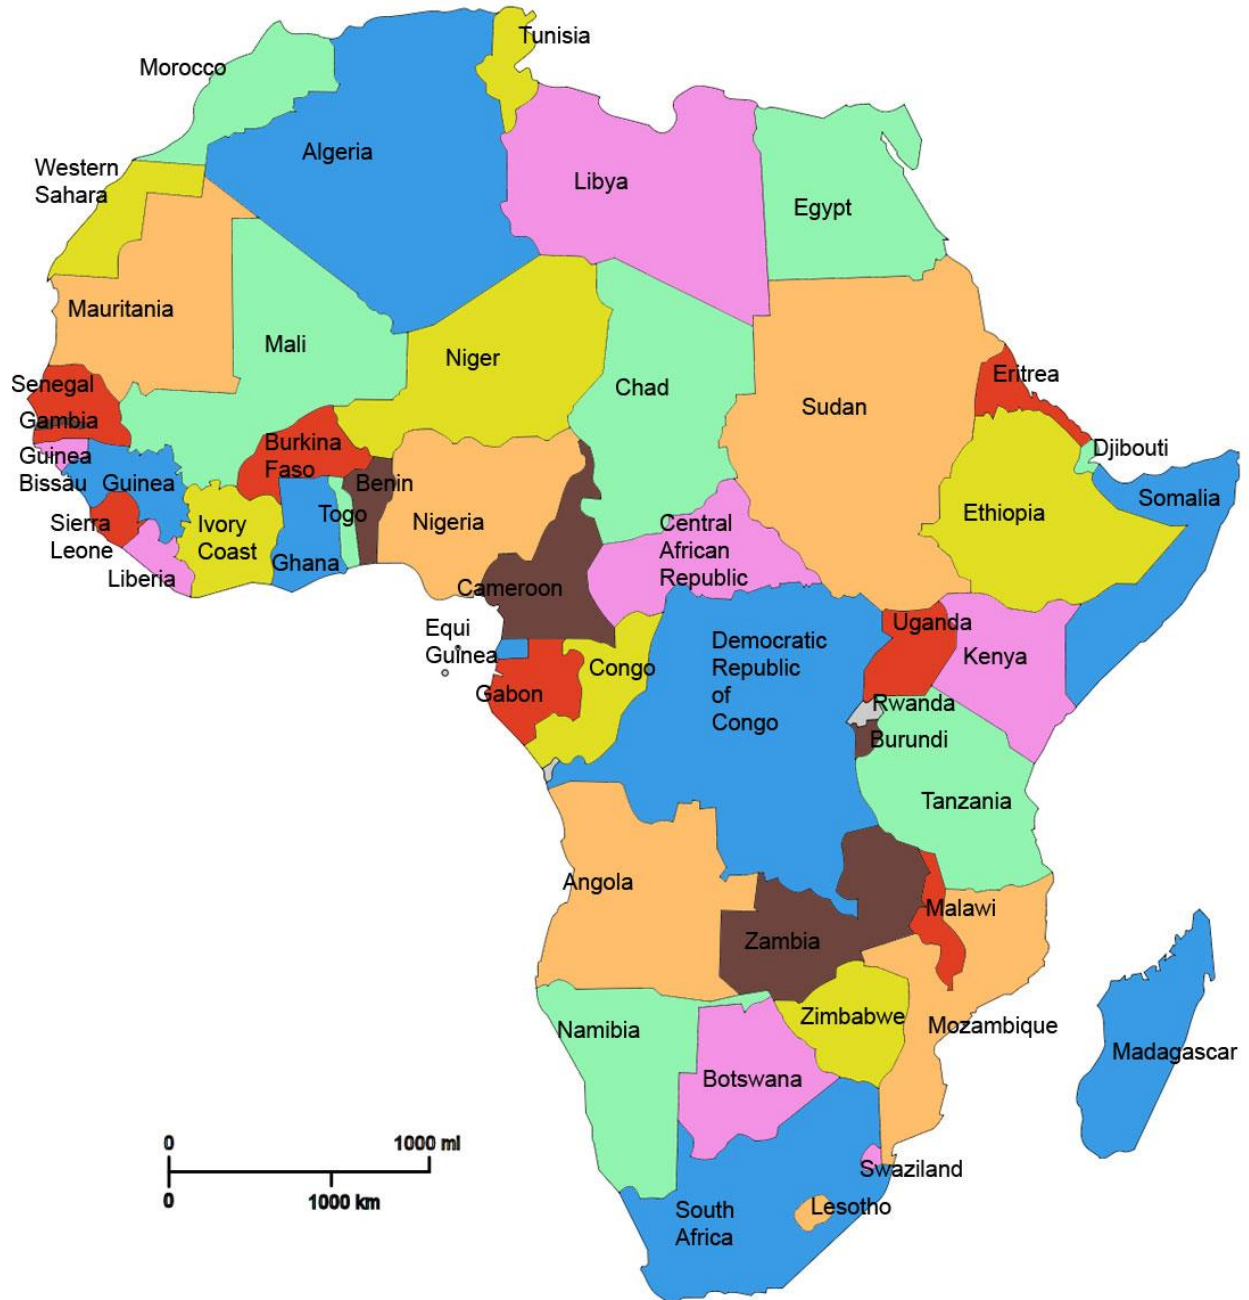 Tunisia
Morocco
Algeria
Western
Sahara
Libya
Egypt
Mauritania
Mali
Niger
Chad
Sudan
Eritrea
Senegal
Gambia
Guinea
Bissau
Guinea
Burkina
Faso
Benin
Togo
Nigeria
Djibouti
Somalia
Ethiopia
Sierra
Leone
Ivory
Coast
Ghana
Liberia
Central
African
Republic
Cameroon
Equi
Guinea
Gabon
Congo
Democratic
Republic
of
Congo
Uganda
Kenya
Rwanda
Burundi
Tanzania
Angola
Malawi
Zambia
Zimbabwe
Mozambique
Namibia
Botswana
Madagascar
Swaziland
Lesotho
South
Africa
0 1000 mi
0 1000 km